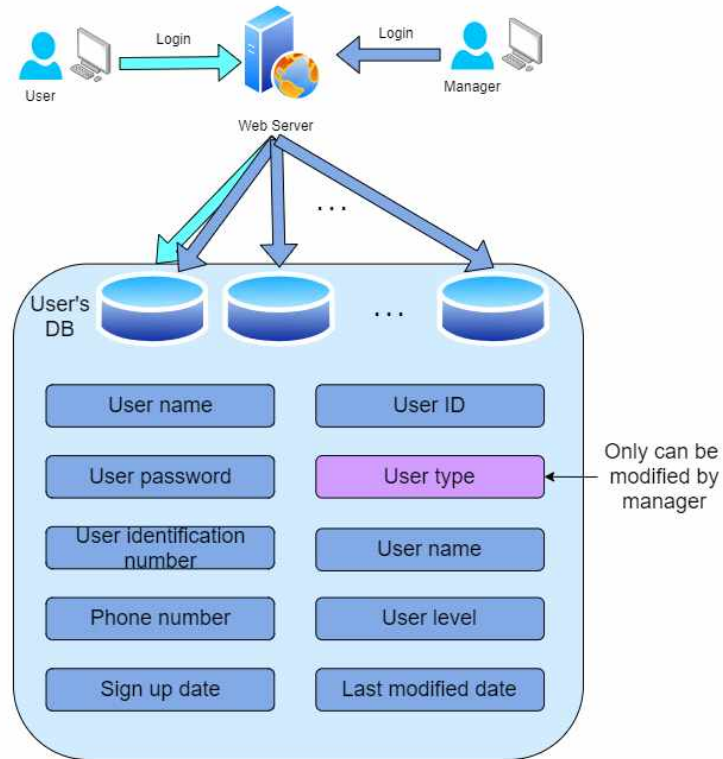 Login
Login
User
Manager
Web Server
. . .
User's
DB
. . .
User name
User ID
User password
User type
Only can be
modified by
manager
User identification
number
User name
Phone number
User level
Sign up date
Last modified date